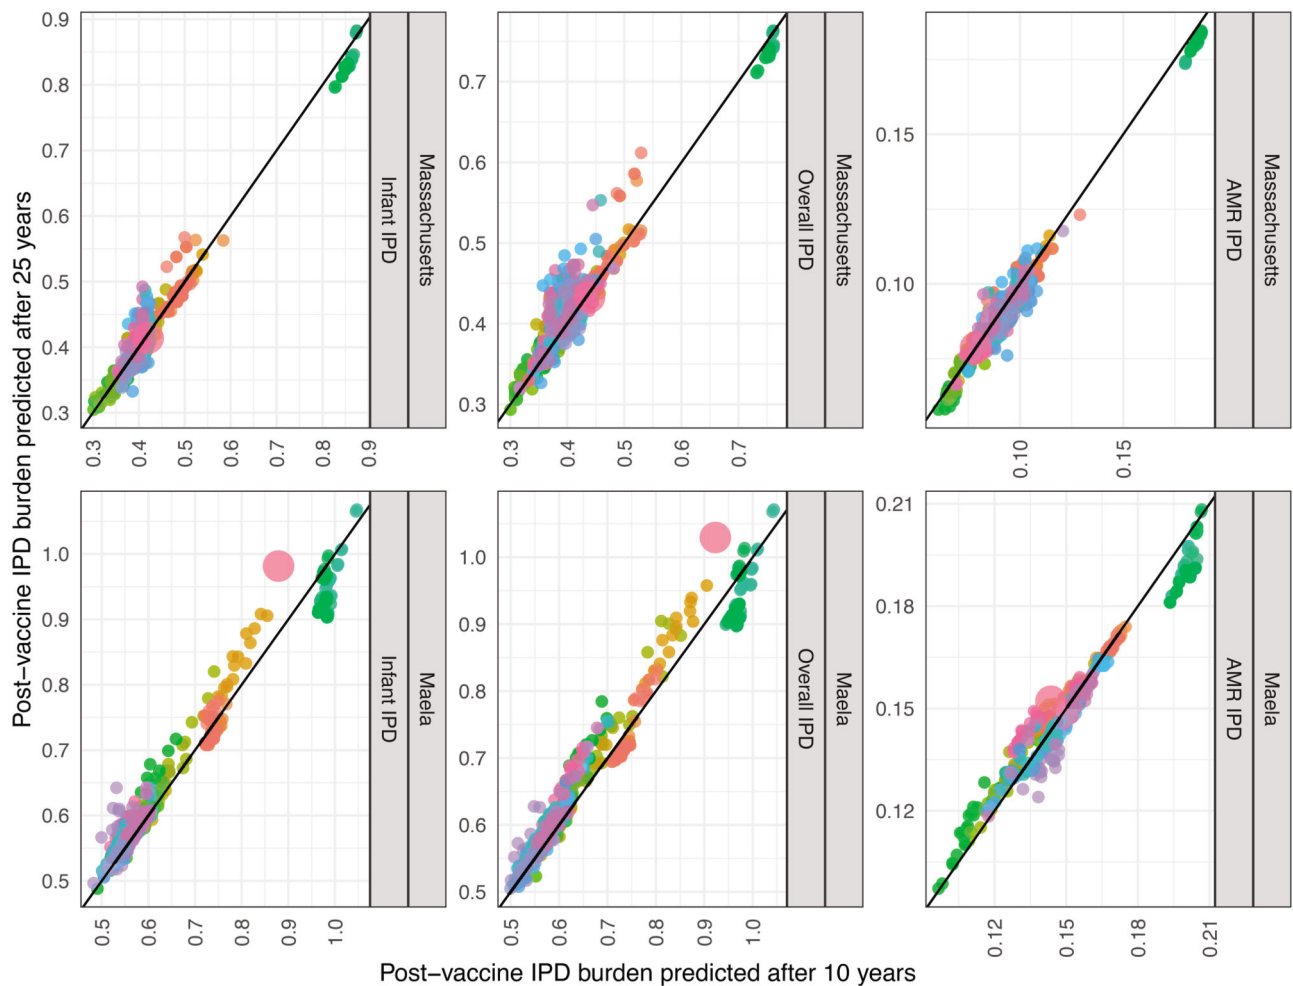 Post−vaccine IPD burden predicted after 25 years
0.9
0.8
0.7
0.6
0.5
0.4
0.3
0.3 0.4 0.5 0.6 0.7 0.8 0.9
Infant IPD
Massachusetts
0.7
0.6
0.5
0.4
0.3
0.3 0.4 0.5 0.6 0.7
Overall IPD
Massachusetts
0.15
0.10
0.10 0.15
AMR IPD
Massachusetts
1.0
0.9
0.8
0.7
0.6
0.5
0.5 0.6 0.7 0.8 0.9 1.0
Infant IPD
Maela
1.0
0.9
0.8
0.7
0.6
0.5
0.5 0.6 0.7 0.8 0.9 1.0
Overall IPD
Maela
0.21
0.18
0.15
0.12
0.12 0.15 0.18 0.21
AMR IPD
Maela
Post−vaccine IPD burden predicted after 10 years